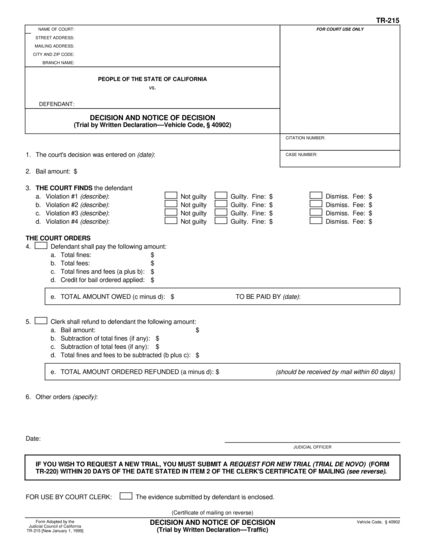 TR-215
NAME OF COURT:
FOR COURT USE ONLY
STREET ADDRESS:
MAILING ADDRESS:
CITY AND ZIP CODE:
BRANCH NAME:
PEOPLE OF THE STATE OF CALIFORNIA
vs.
DEFENDANT:
DECISION AND NOTICE OF DECISION
(Trial by Written Declaration—Vehicle Code, § 40902)
CITATION NUMBER:
CASE NUMBER:
1. The court's decision was entered on (date):
2. Bail amount: $
3. THE COURT FINDS the defendant
a. Violation #1 (describe): Not guilty Guilty. Fine: $ Dismiss. Fee: $
b. Violation #2 (describe): Not guilty Guilty. Fine: $ Dismiss. Fee: $
c. Violation #3 (describe): Not guilty Guilty. Fine: $ Dismiss. Fee: $
d. Violation #4 (describe): Not guilty Guilty. Fine: $ Dismiss. Fee: $
THE COURT ORDERS
4. Defendant shall pay the following amount:
a. Total fines: $
b. Total fees: $
c. Total fines and fees (a plus b): $
d. Credit for bail ordered applied: $
e. TOTAL AMOUNT OWED (c minus d): $ TO BE PAID BY (date):
5. Clerk shall refund to defendant the following amount:
a. Bail amount: $
b. Subtraction of total fines (if any): $
c. Subtraction of total fees (if any): $
d. Total fines and fees to be subtracted (b plus c): $
e. TOTAL AMOUNT ORDERED REFUNDED (a minus d): $ (should be received by mail within 60 days)
6. Other orders (specify):
Date:
JUDICIAL OFFICER
IF YOU WISH TO REQUEST A NEW TRIAL, YOU MUST SUBMIT A REQUEST FOR NEW TRIAL (TRIAL DE NOVO) (FORM
TR-220) WITHIN 20 DAYS OF THE DATE STATED IN ITEM 2 OF THE CLERK'S CERTIFICATE OF MAILING (see reverse).
FOR USE BY COURT CLERK: The evidence submitted by defendant is enclosed.
(Certificate of mailing on reverse)
Form Adopted by the
Judicial Council of California
TR-215 [New January 1, 1999]
DECISION AND NOTICE OF DECISION
(Trial by Written Declaration—Traffic)
Vehicle Code, § 40902